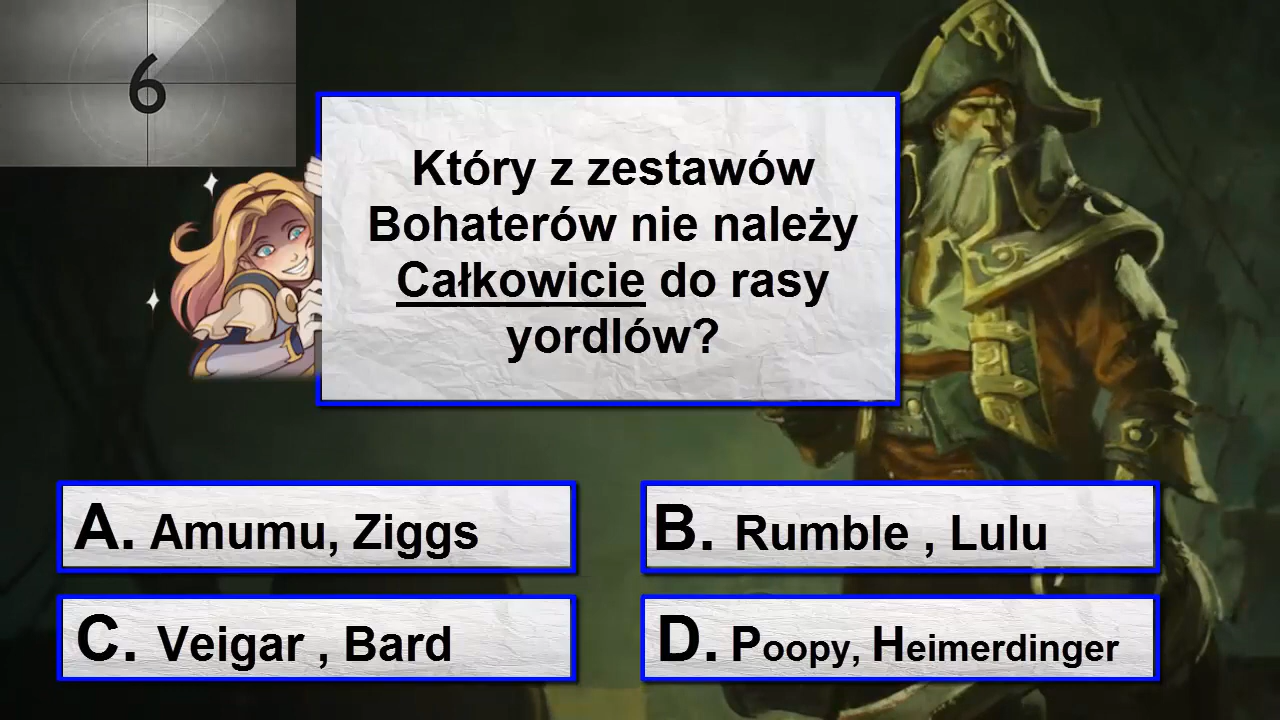 6
Który z zestawów
Bohaterów nie należy
Całkowicie do rasy
yordlów?
A. Amumu, Ziggs
B. Rumble , Lulu
C. Veigar , Bard
D. Poopy, Heimerdinger